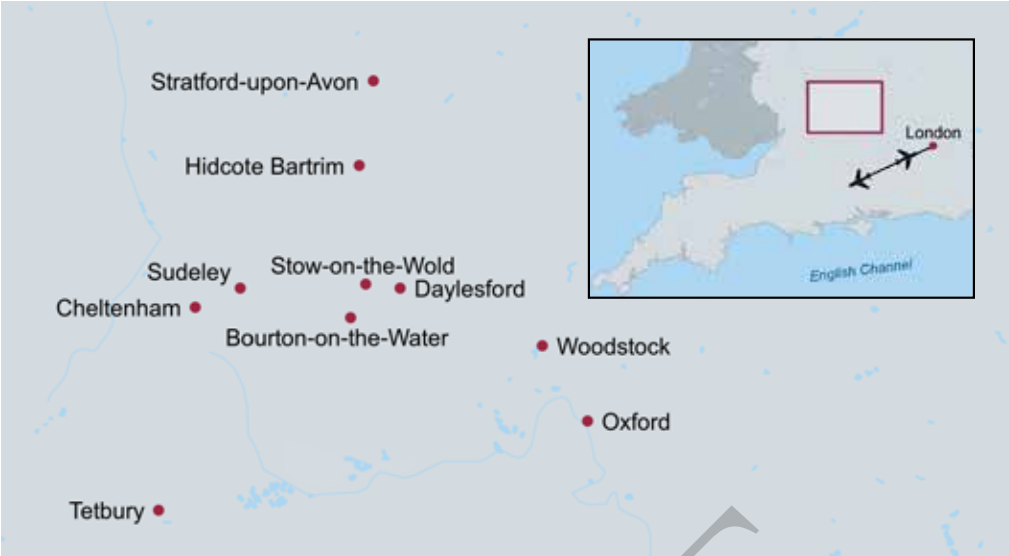 Stratford-upon-Avon
London
Hidcote Bartrim
Stow-on-the-Wold
Sudeley
English Channel
Daylesford
Cheltenham
Bourton-on-the-Water
Woodstock
Oxford
Tetbury